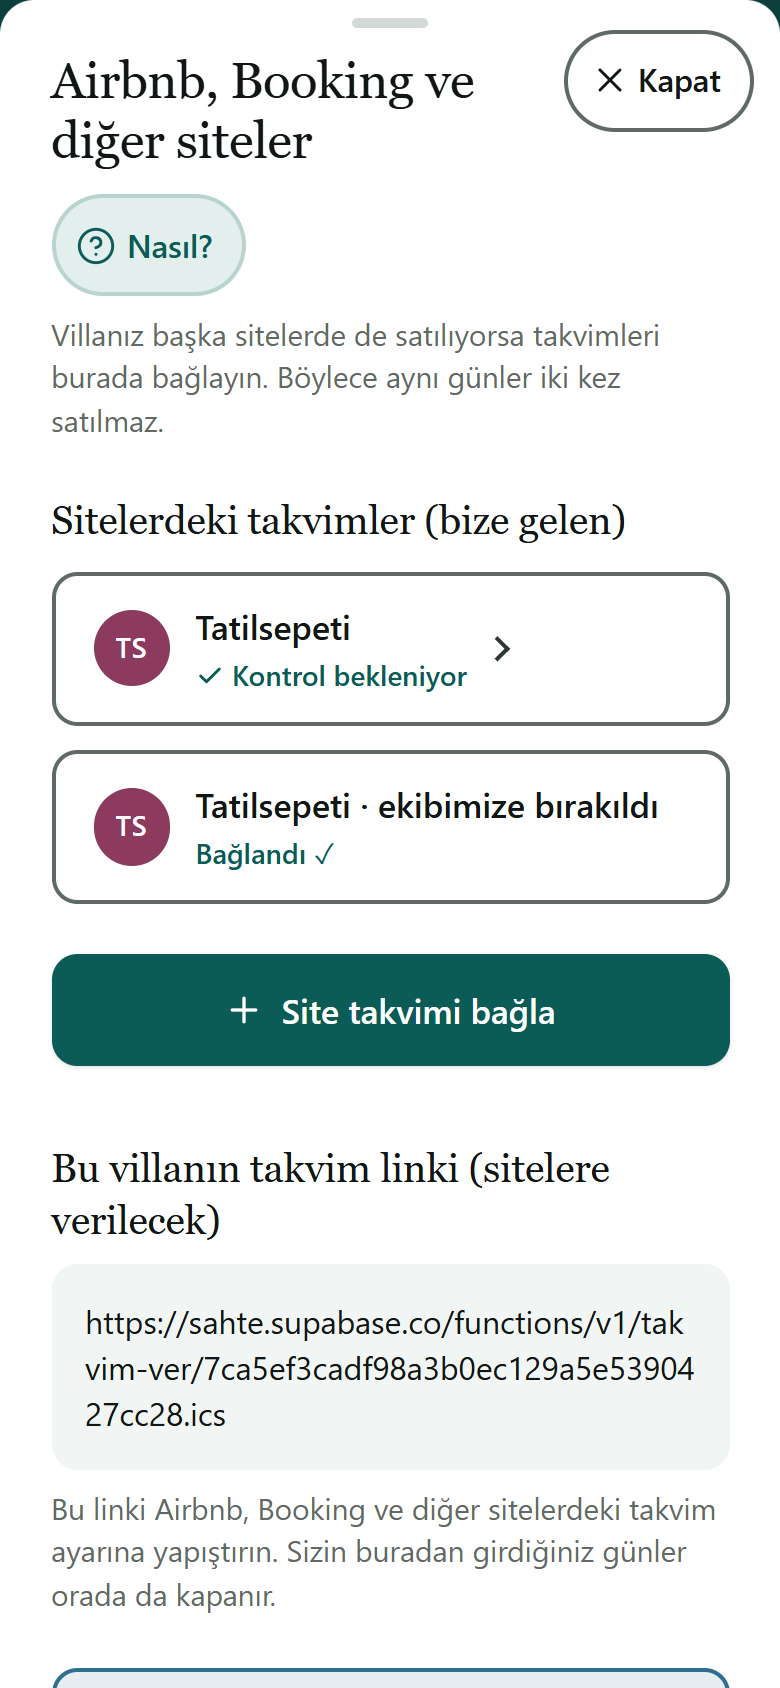 Airbnb, Booking ve
diğer siteler
Kapat
Nasıl?
Villanız başka sitelerde de satılıyorsa takvimleri
burada bağlayın. Böylece aynı günler iki kez
satılmaz.
Sitelerdeki takvimler (bize gelen)
TS
Tatilsepeti
✓ Kontrol bekleniyor
TS
Tatilsepeti · ekibimize bırakıldı
Bağlandı ✓
+ Site takvimi bağla
Bu villanın takvim linki (sitelere
verilecek)
https://sahte.supabase.co/functions/v1/tak
vim-ver/7ca5ef3cadf98a3b0ec129a5e53904
27cc28.ics
Bu linki Airbnb, Booking ve diğer sitelerdeki takvim
ayarına yapıştırın. Sizin buradan girdiğiniz günler
orada da kapanır.